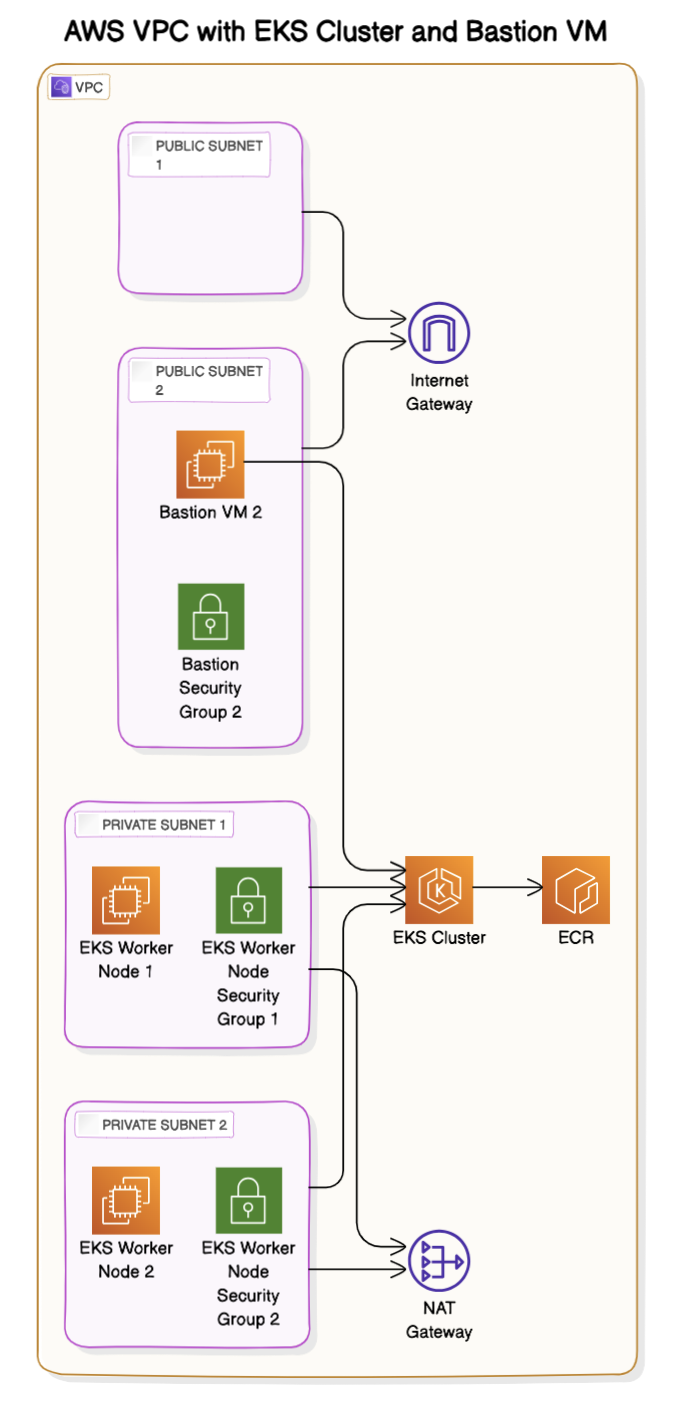 AWS VPC with EKS Cluster and Bastion VM
VPC
PUBLIC SUBNET
1
Internet
Gateway
PUBLIC SUBNET
2
Bastion VM 2
Bastion
Security
Group 2
PRIVATE SUBNET 1
EKS Worker
Node 1
EKS Worker
Node
Security
Group 1
K
EKS Cluster
ECR
PRIVATE SUBNET 2
EKS Worker
Node 2
EKS Worker
Node
Security
Group 2
NAT
Gateway